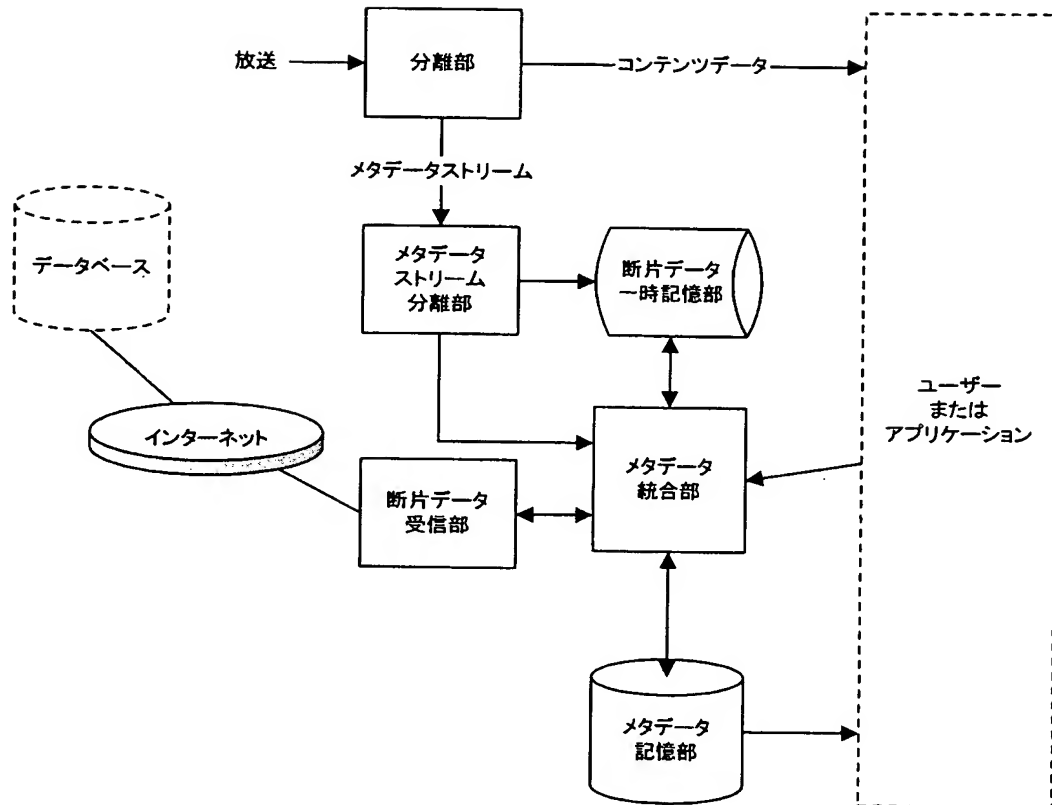 放送
分離部
コンテンツデータ
メタデータストリーム
データベース
メタデータ
ストリーム
分離部
断片データ
一時記憶部
ユーザー
または
アプリケーション
インターネット
メタデータ
統合部
断片データ
受信部
メタデータ
記憶部